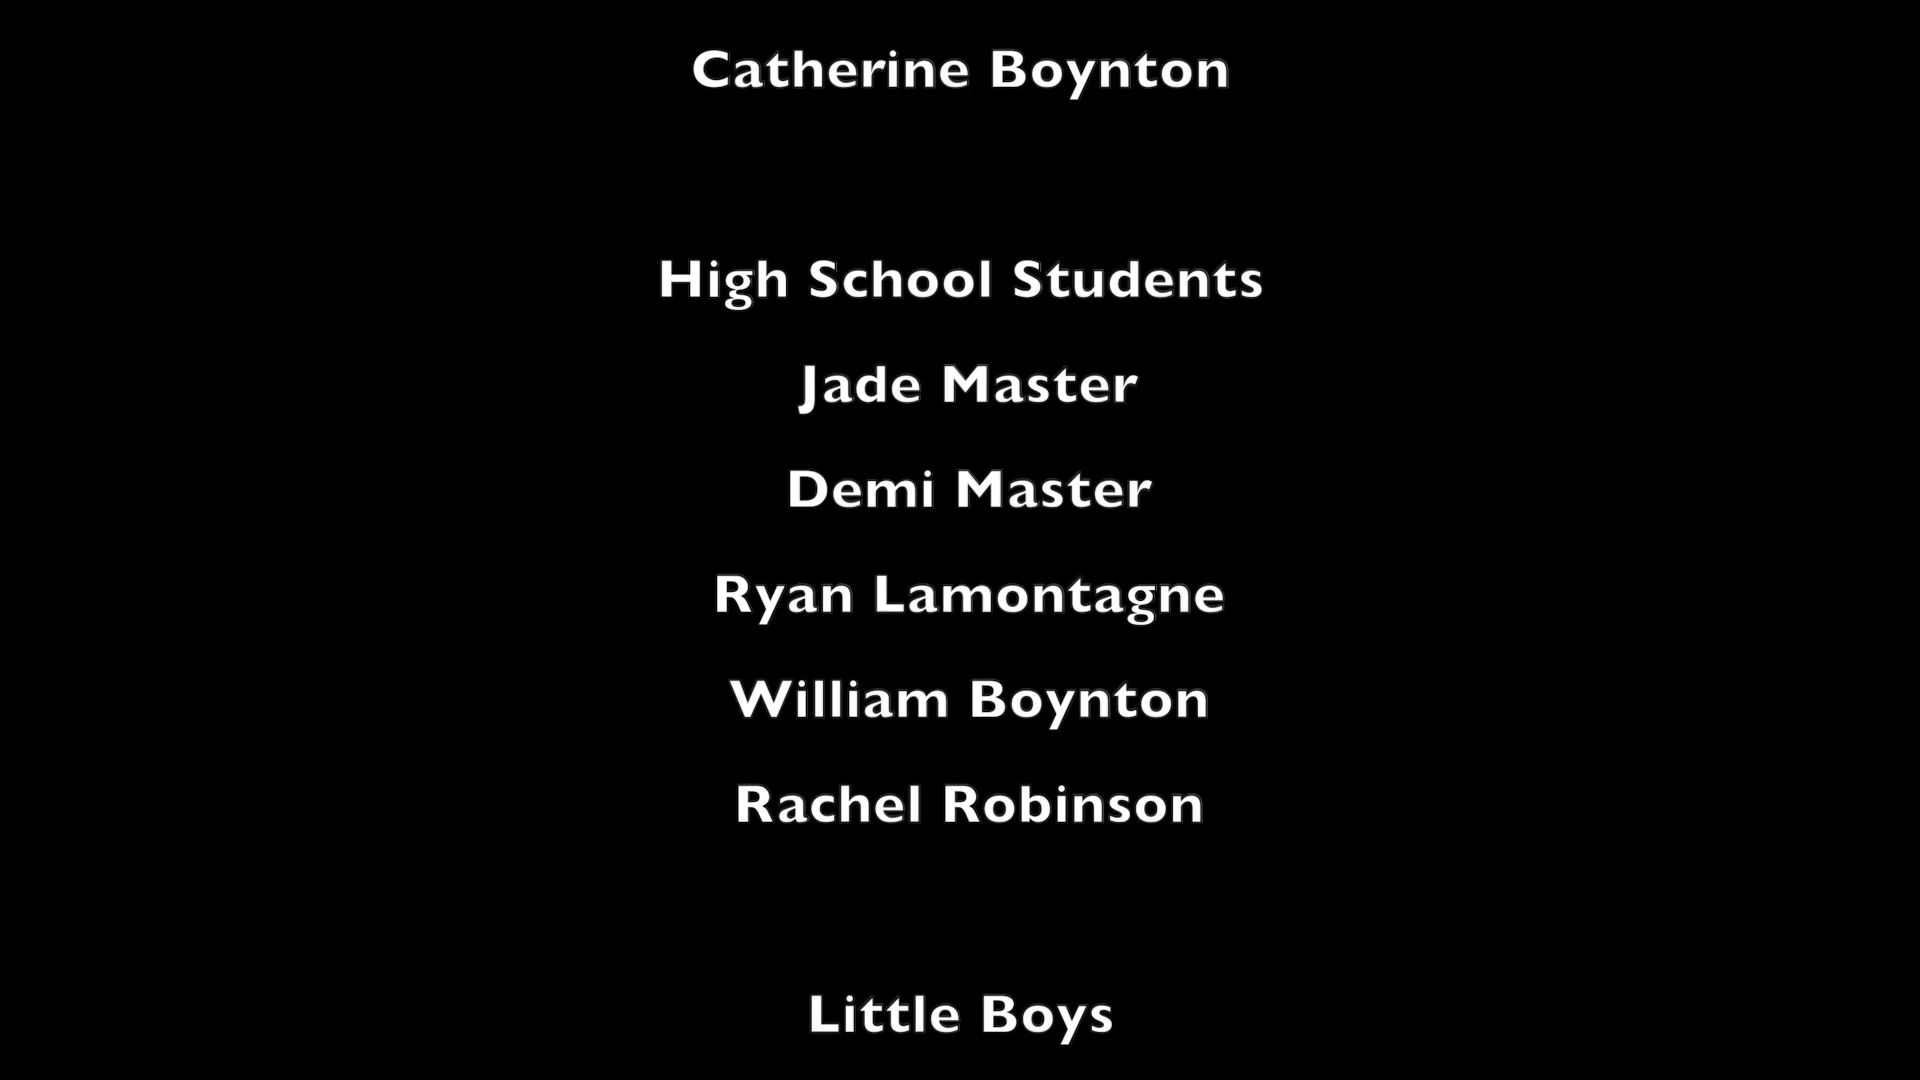 Catherine Boynton
High School Students
Jade Master
Demi Master
Ryan Lamontagne
William Boynton
Rachel Robinson
Little Boys